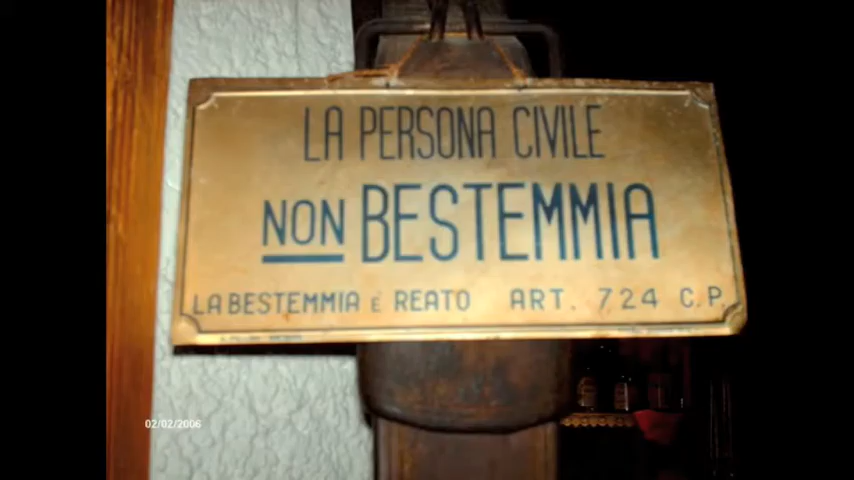 LA PERSONA CIVILE
NON BESTEMMIA
LA BESTEMMIA È REATO ART. 724 C.P.
02/02/2006